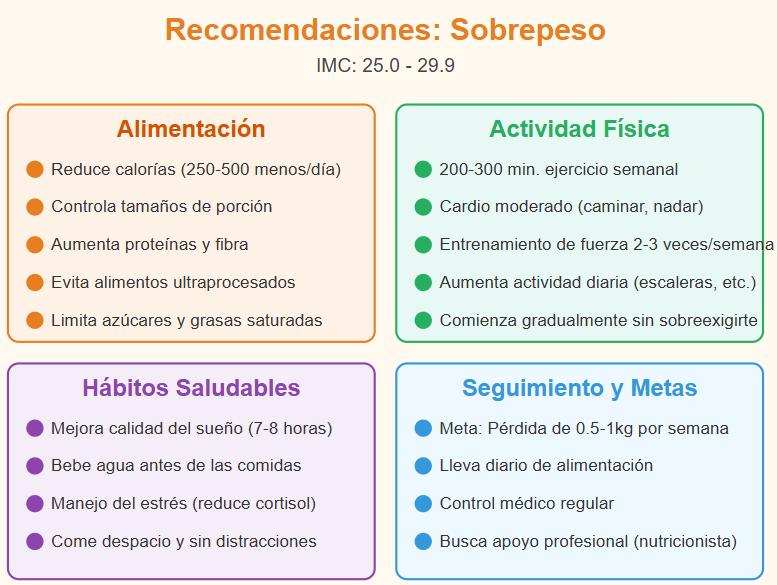 Recomendaciones: Sobrepeso
IMC: 25.0 - 29.9
Alimentación
Reduce calorías (250-500 menos/día)
Controla tamaños de porción
Aumenta proteínas y fibra
Evita alimentos ultraprocesados
Limita azúcares y grasas saturadas
Actividad Física
200-300 min. ejercicio semanal
Cardio moderado (caminar, nadar)
Entrenamiento de fuerza 2-3 veces/semana
Aumenta actividad diaria (escaleras, etc.)
Comienza gradualmente sin sobreexigirte
Hábitos Saludables
Mejora calidad del sueño (7-8 horas)
Bebe agua antes de las comidas
Manejo del estrés (reduce cortisol)
Come despacio y sin distracciones
Seguimiento y Metas
Meta: Pérdida de 0.5-1kg por semana
Lleva diario de alimentación
Control médico regular
Busca apoyo profesional (nutricionista)